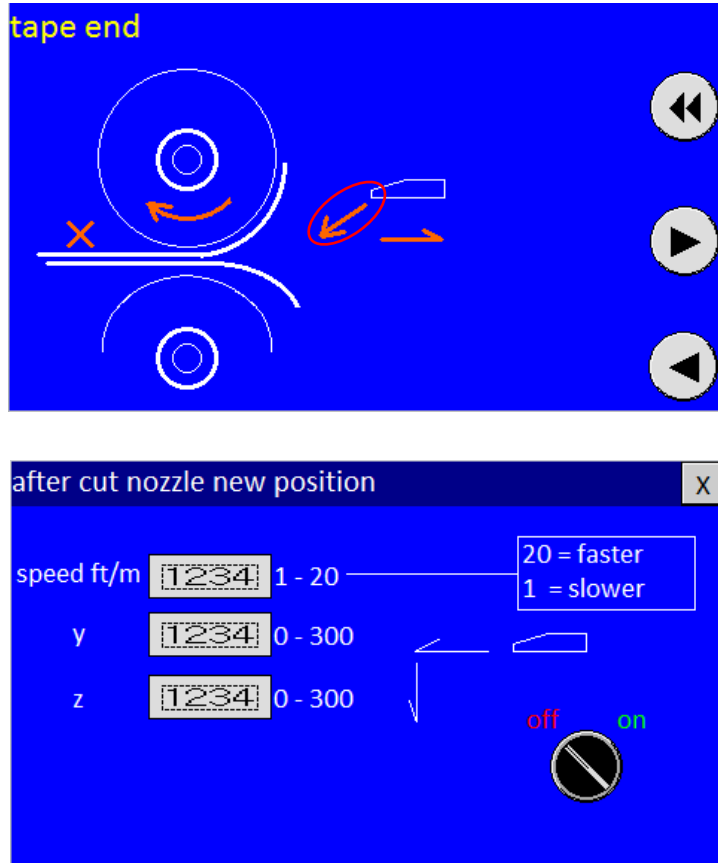 tape end
after cut nozzle new position
X
speed ft/m 1234 1 - 20
20 = faster
1 = slower
y 1234 0 - 300
z 1234 0 - 300
off on